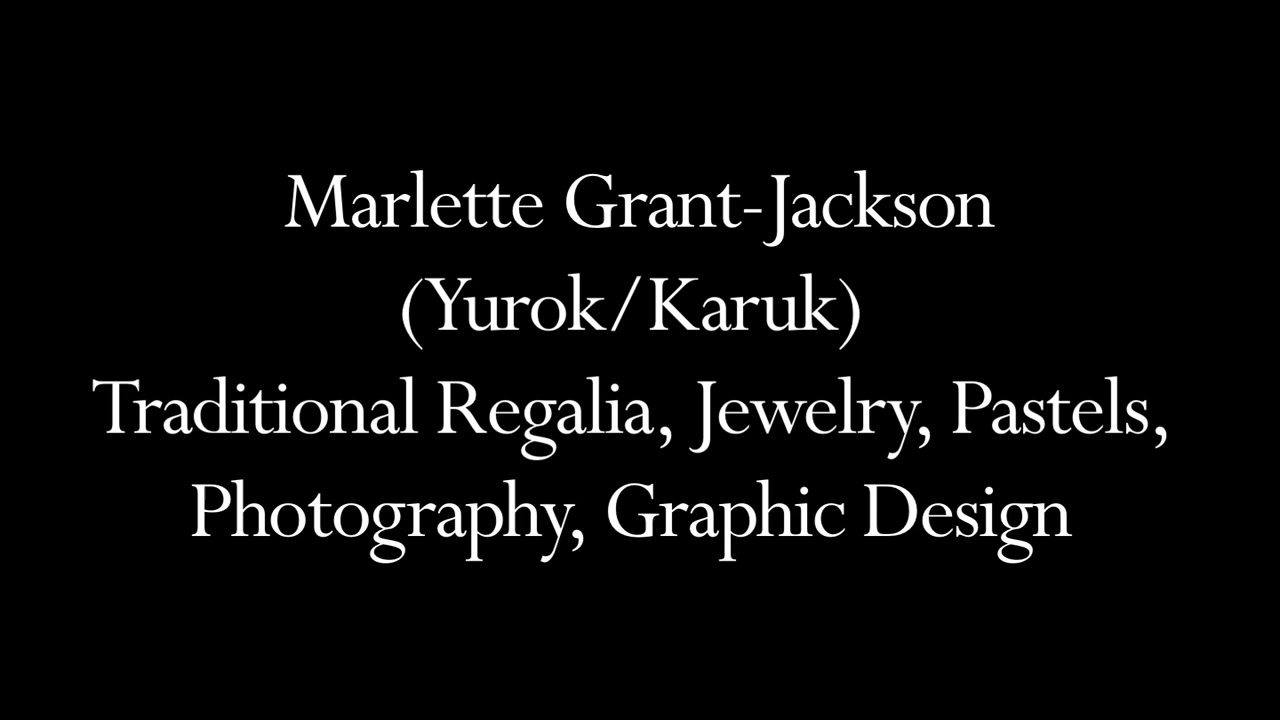 Marlette Grant-Jackson
(Yurok/Karuk)
Traditional Regalia, Jewelry, Pastels,
Photography, Graphic Design